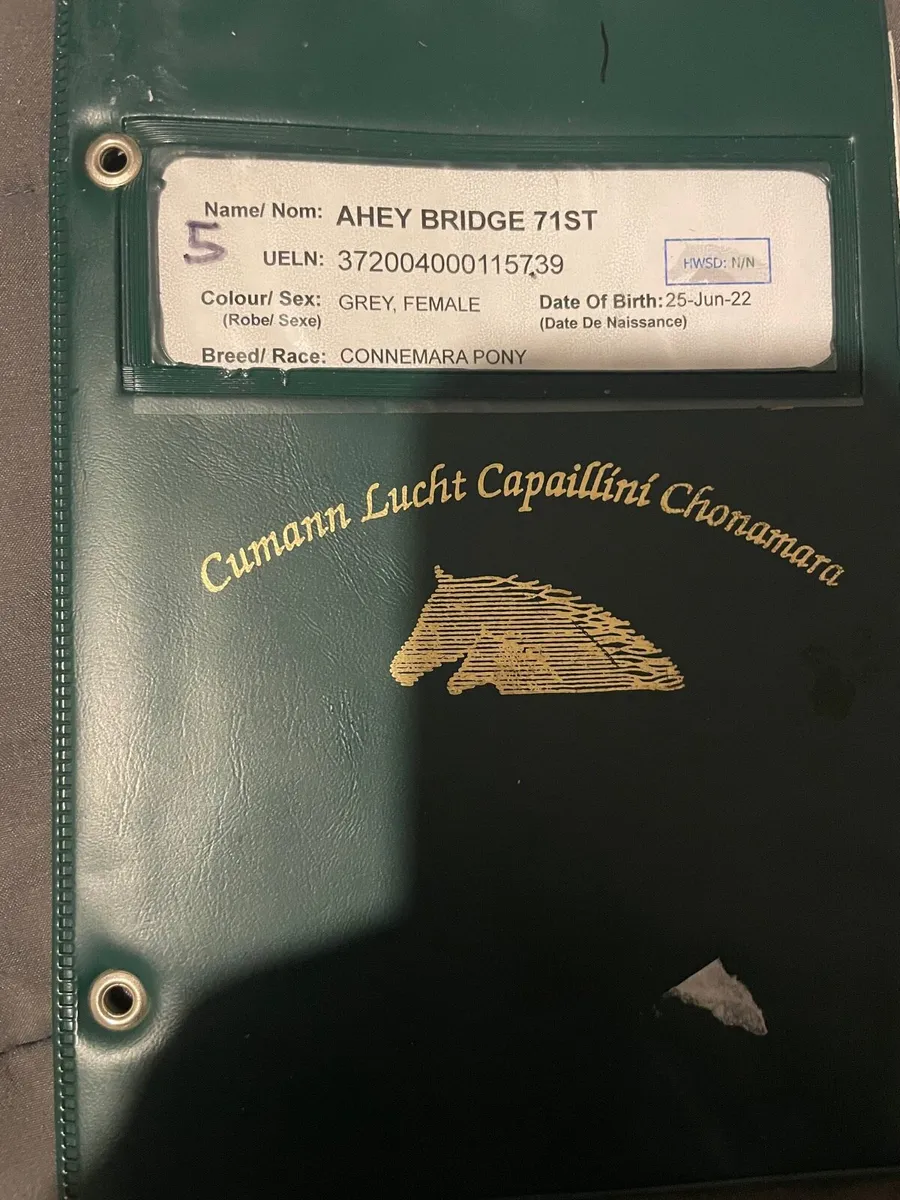 Name/ Nom: AHEY BRIDGE 71ST
5
UELN: 372004000115739
HWSD: N/N
Colour/ Sex: GREY, FEMALE Date Of Birth: 25-Jun-22
(Robe/ Sexe) (Date De Naissance)
Breed/ Race: CONNEMARA PONY
Cumann Lucht Capaillíní Chonamara